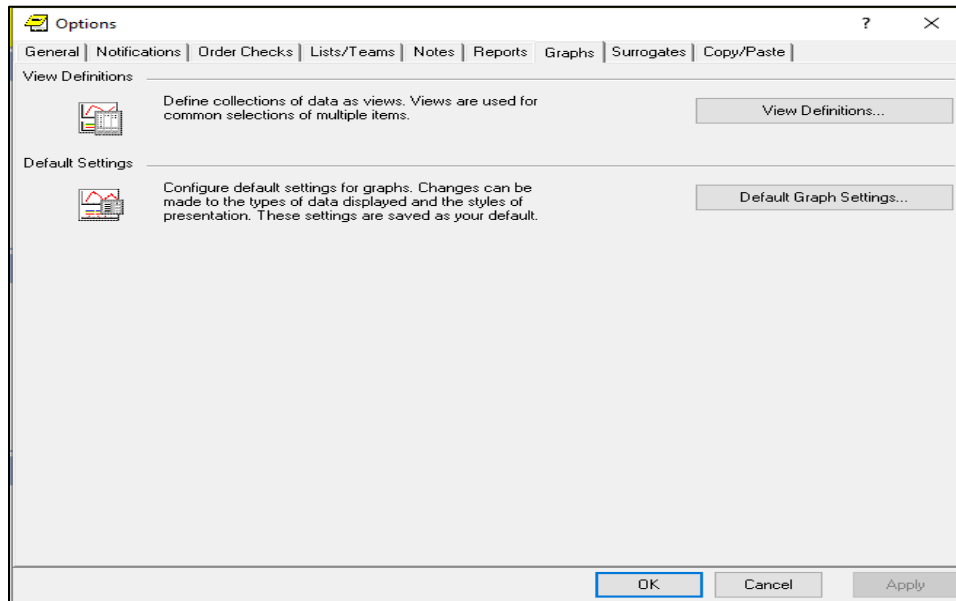 Options ? ×
General Notifications Order Checks Lists/Teams Notes Reports Graphs Surrogates Copy/Paste
View Definitions
Define collections of data as views. Views are used for
common selections of multiple items.
View Definitions...
Default Settings
Configure default settings for graphs. Changes can be
made to the types of data displayed and the styles of
presentation. These settings are saved as your default.
Default Graph Settings...
OK Cancel Apply